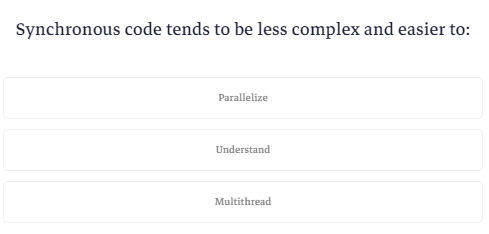 Synchronous code tends to be less complex and easier to:
Parallelize
Understand
Multithread